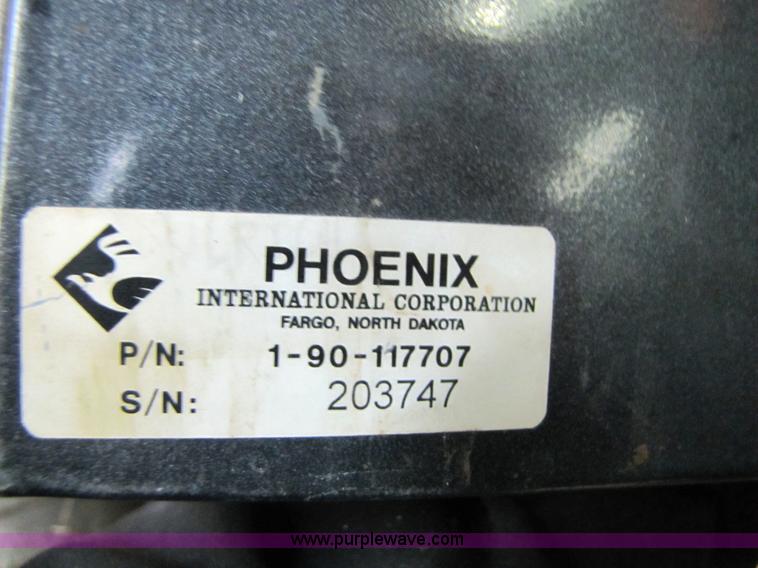 PHOENIX
INTERNATIONAL CORPORATION
FARGO, NORTH DAKOTA
P/N: 1-90-117707
S/N: 203747
www.purplewave.com